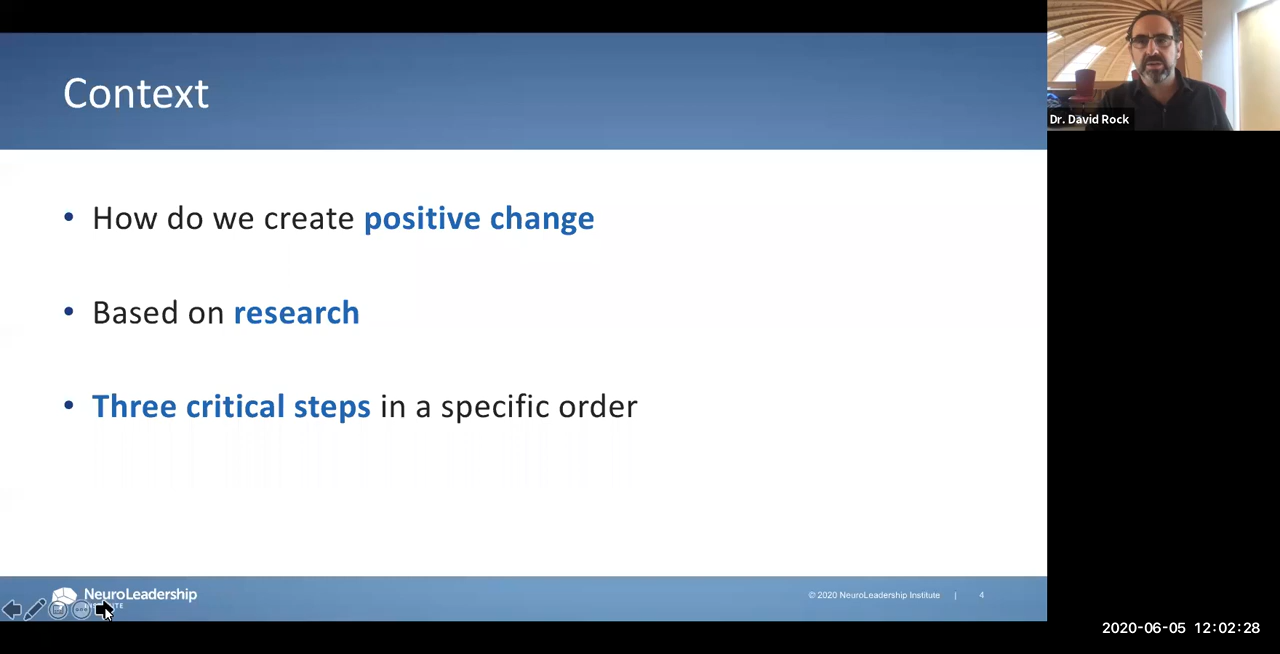 Context
Dr. David Rock
• How do we create positive change
• Based on research
• Three critical steps in a specific order
NeuroLeadership
© 2020 NeuroLeadership Institute | 4
2020-06-05 12:02:28